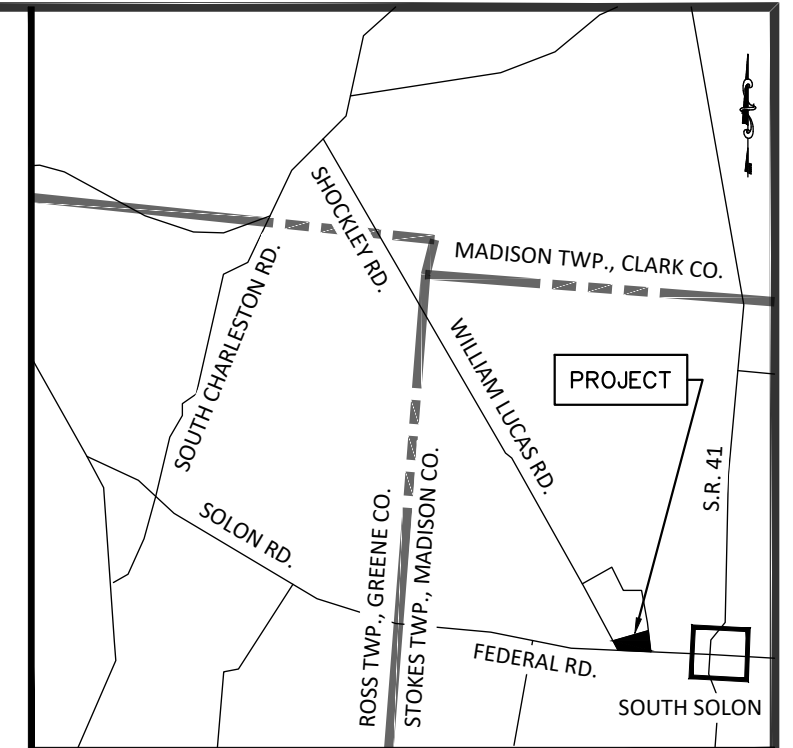 SHOCKLEY RD.
MADISON TWP., CLARK CO.
SOUTH CHARLESTON RD.
WILLIAM LUCAS RD.
PROJECT
S.R. 41
SOLON RD.
ROSS TWP., GREENE CO.
STOKES TWP., MADISON CO.
FEDERAL RD.
SOUTH SOLON